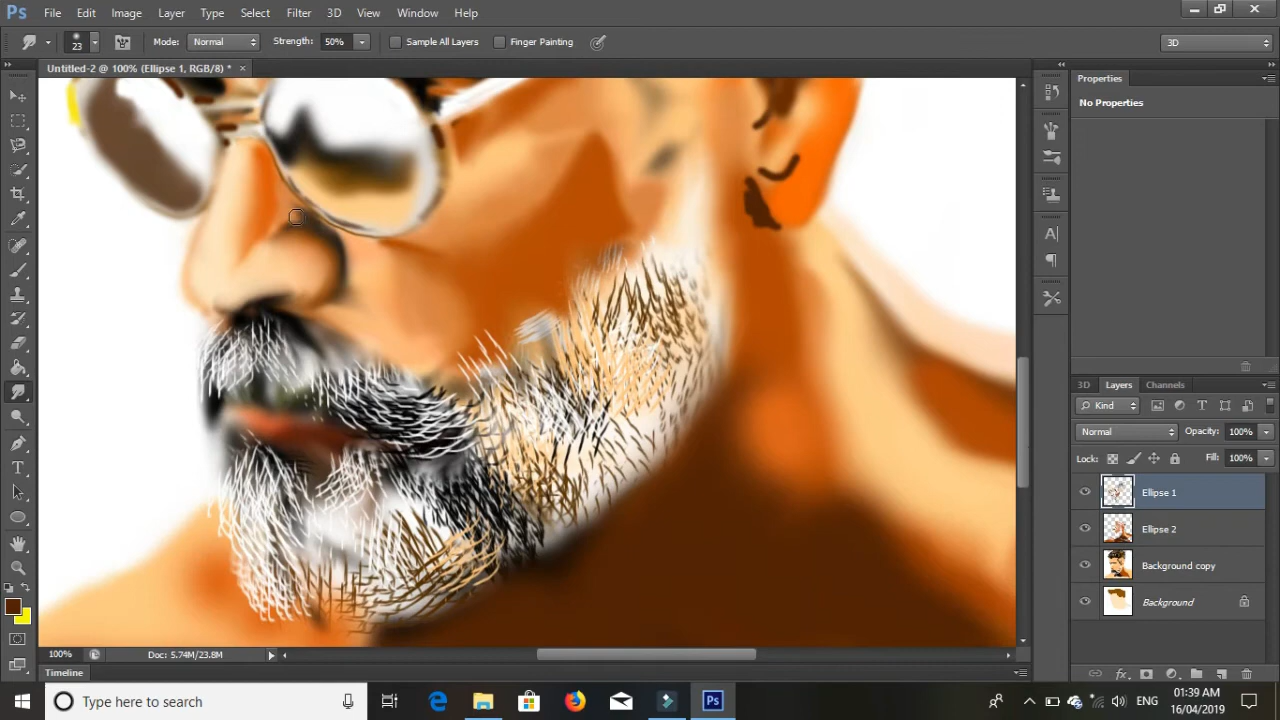 Ps File Edit Image Layer Type Select Filter 3D View Window Help
23 Mode: Normal Strength: 50% Sample All Layers Finger Painting 3D
Untitled-2 @ 100% (Ellipse 1, RGB/8) * ×
Properties
No Properties
3D Layers Channels
Kind
Normal Opacity: 100%
Lock: Fill: 100%
Ellipse 1
Ellipse 2
Background copy
Background
100% Doc: 5.74M/23.8M
Timeline
Type here to search
Ps
ENG
01:39 AM
16/04/2019